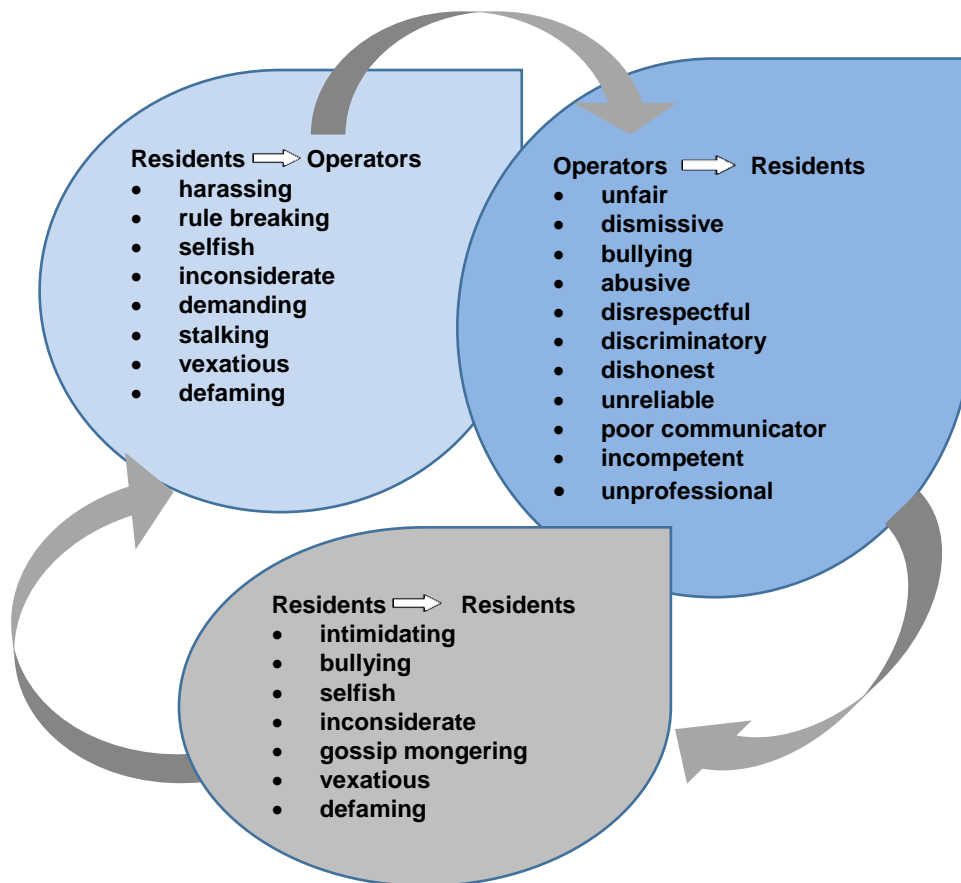 Residents Operators
• harassing
• rule breaking
• selfish
• inconsiderate
• demanding
• stalking
• vexatious
• defaming
Operators Residents
• unfair
• dismissive
• bullying
• abusive
• disrespectful
• discriminatory
• dishonest
• unreliable
• poor communicator
• incompetent
• unprofessional
Residents Residents
• intimidating
• bullying
• selfish
• inconsiderate
• gossip mongering
• vexatious
• defaming